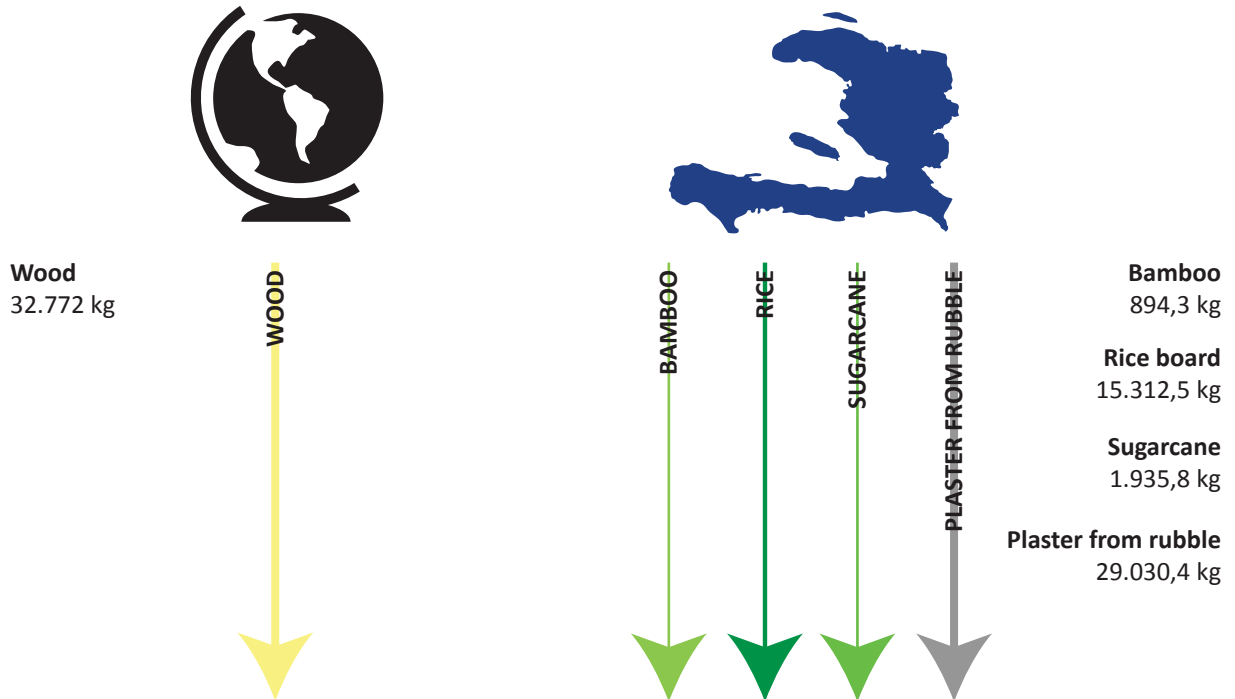 Wood
32.772 kg
WOOD
BAMBOO
RICE
SUGARCANE
PLASTER FROM RUBBLE
Bamboo
894,3 kg
Rice board
15.312,5 kg
Sugarcane
1.935,8 kg
Plaster from rubble
29.030,4 kg